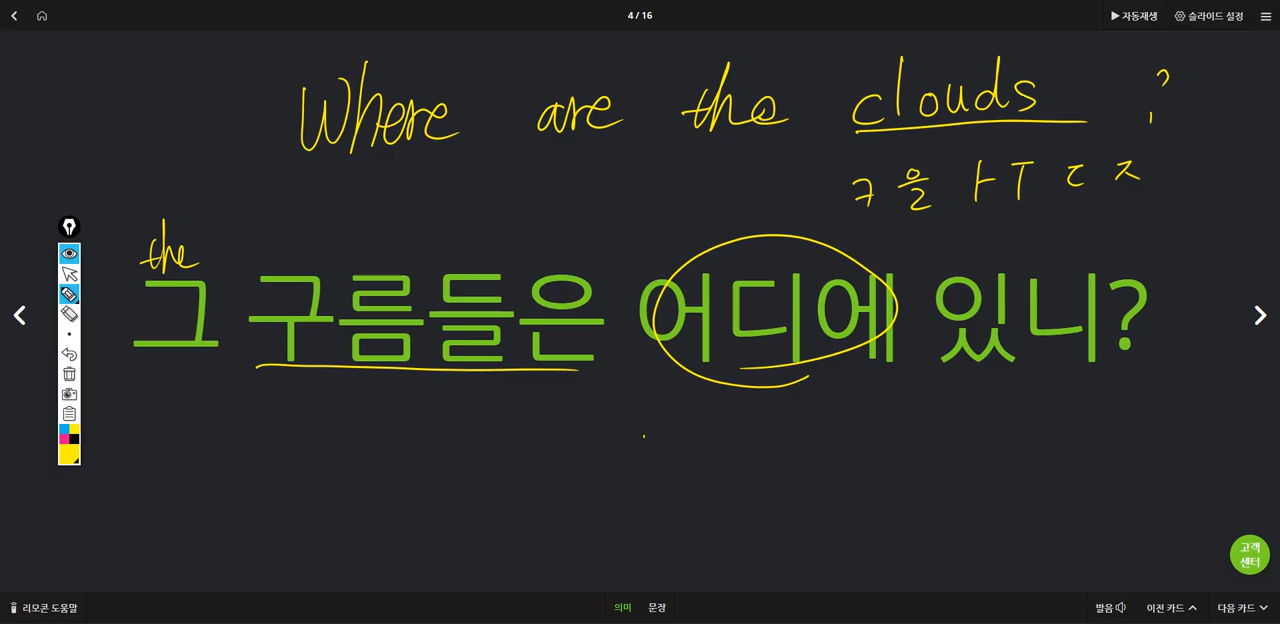 4 / 16
▶ 자동재생 슬라이드 설정
Where are the clouds ?
ㅋ 을 ㅏ ㅜ ㄷ ㅈ
the
그 구름들은 어디에 있니?
고객
센터
리모콘 도움말 의미 문장 발음 이전 카드 다음 카드